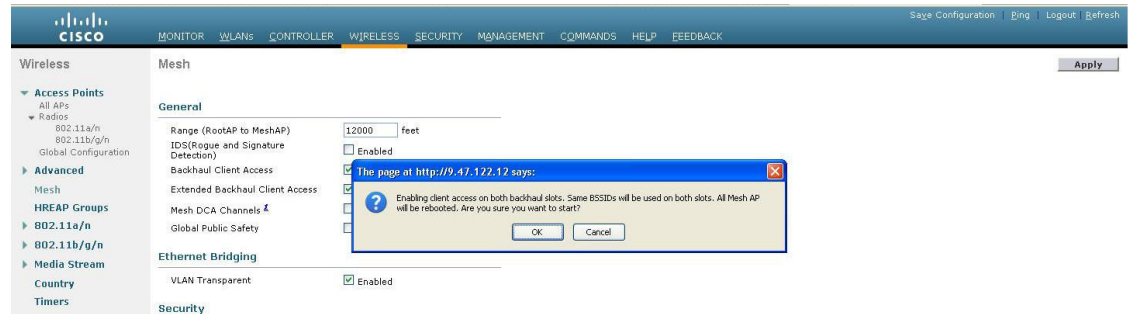 Save Configuration | Ping | Logout | Refresh
CISCO
MONITOR WLANs CONTROLLER WIRELESS SECURITY MANAGEMENT COMMANDS HELP FEEDBACK
Wireless
Access Points
All APs
Radios
802.11a/n
802.11b/g/n
Global Configuration
Advanced
Mesh
HREAP Groups
802.11a/n
802.11b/g/n
Media Stream
Country
Timers
Mesh
Apply
General
Range (RootAP to MeshAP) 12000 feet
IDS(Rogue and Signature
Detection) Enabled
Backhaul Client Access
Extended Backhaul Client Access
Mesh DCA Channels 1
Global Public Safety
The page at http://9.47.122.12 says:
Enabling client access on both backhaul slots. Same BSSIDs will be used on both slots. All Mesh AP
will be rebooted. Are you sure you want to start?
OK Cancel
Ethernet Bridging
VLAN Transparent Enabled
Security